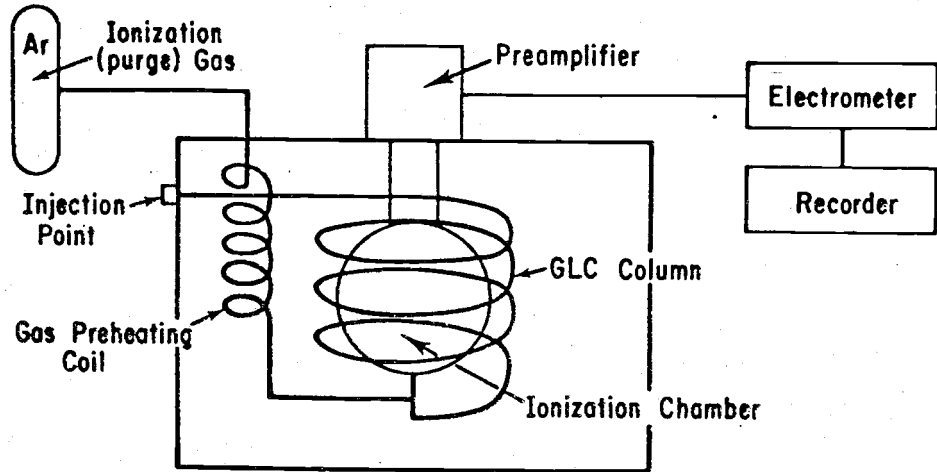 Ar
Ionization
(purge) Gas
Preamplifier
Electrometer
Recorder
Injection
Point
GLC Column
Gas Preheating
Coil
Ionization Chamber